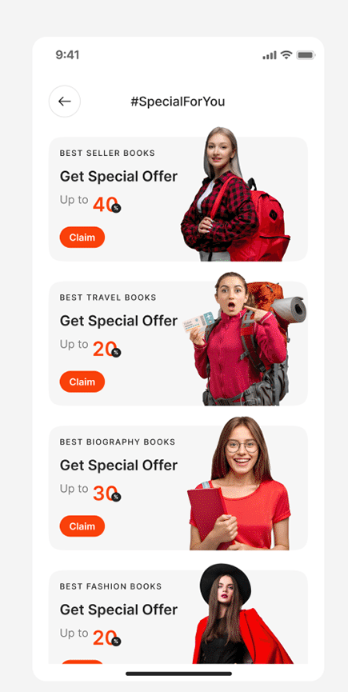 9:41
#SpecialForYou
BEST SELLER BOOKS
Get Special Offer
Up to 40%
Claim
BEST TRAVEL BOOKS
Get Special Offer
Up to 20%
Claim
BEST BIOGRAPHY BOOKS
Get Special Offer
Up to 30%
Claim
BEST FASHION BOOKS
Get Special Offer
Up to 20%